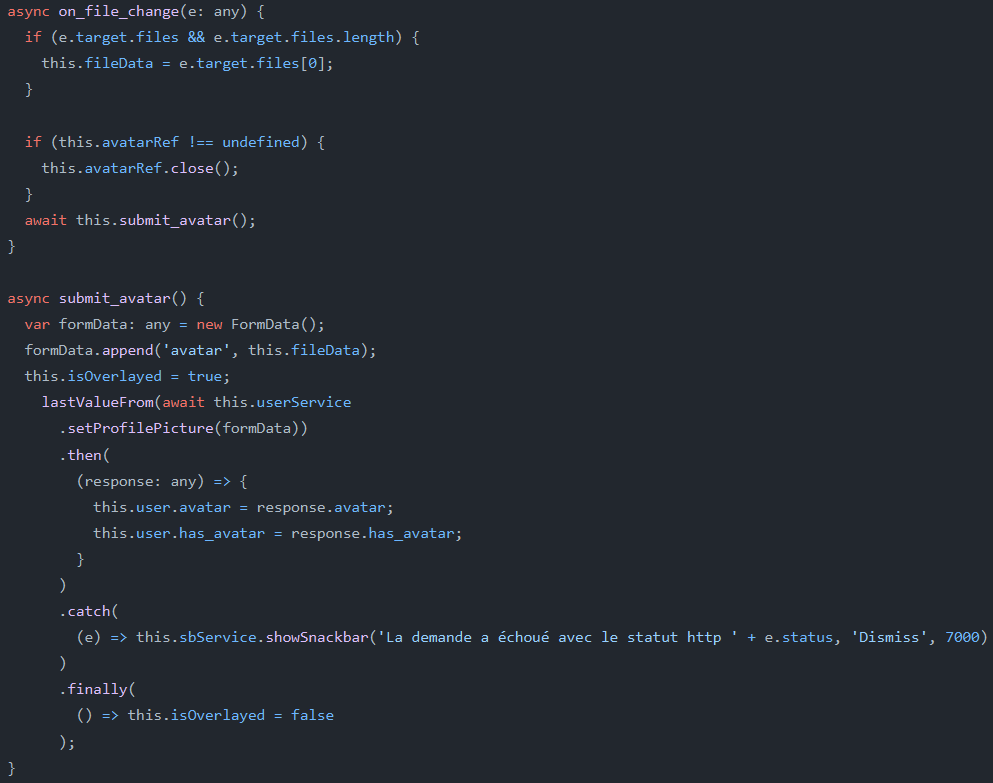 async on_file_change(e: any) {
  if (e.target.files && e.target.files.length) {
    this.fileData = e.target.files[0];
  }

  if (this.avatarRef !== undefined) {
    this.avatarRef.close();
  }
  await this.submit_avatar();
}

async submit_avatar() {
  var formData: any = new FormData();
  formData.append('avatar', this.fileData);
  this.isOverlayed = true;
    lastValueFrom(await this.userService
      .setProfilePicture(formData))
      .then(
        (response: any) => {
          this.user.avatar = response.avatar;
          this.user.has_avatar = response.has_avatar;
        }
      )
      .catch(
        (e) => this.sbService.showSnackbar('La demande a échoué avec le statut http ' + e.status, 'Dismiss', 7000)
      )
      .finally(
        () => this.isOverlayed = false
      );
}